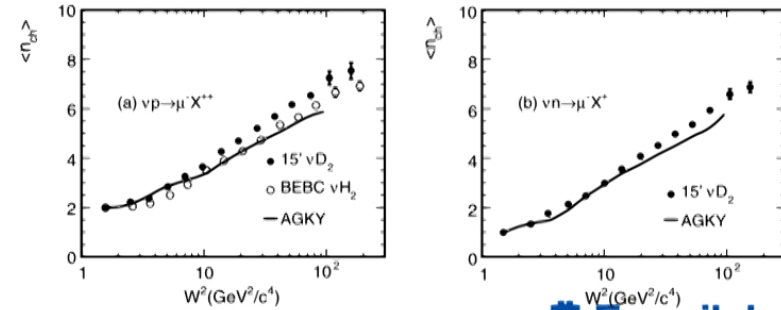 <n_ch>
10
8
6
4
2
0
(a) νp→μ⁻X⁺⁺
15' νD₂
BEBC νH₂
AGKY
1 10 10²
W²(GeV²/c⁴)
<n_ch>
10
8
6
4
2
0
(b) νn→μ⁻X⁺
15' νD₂
AGKY
1 10 10²
W²(GeV²/c⁴)